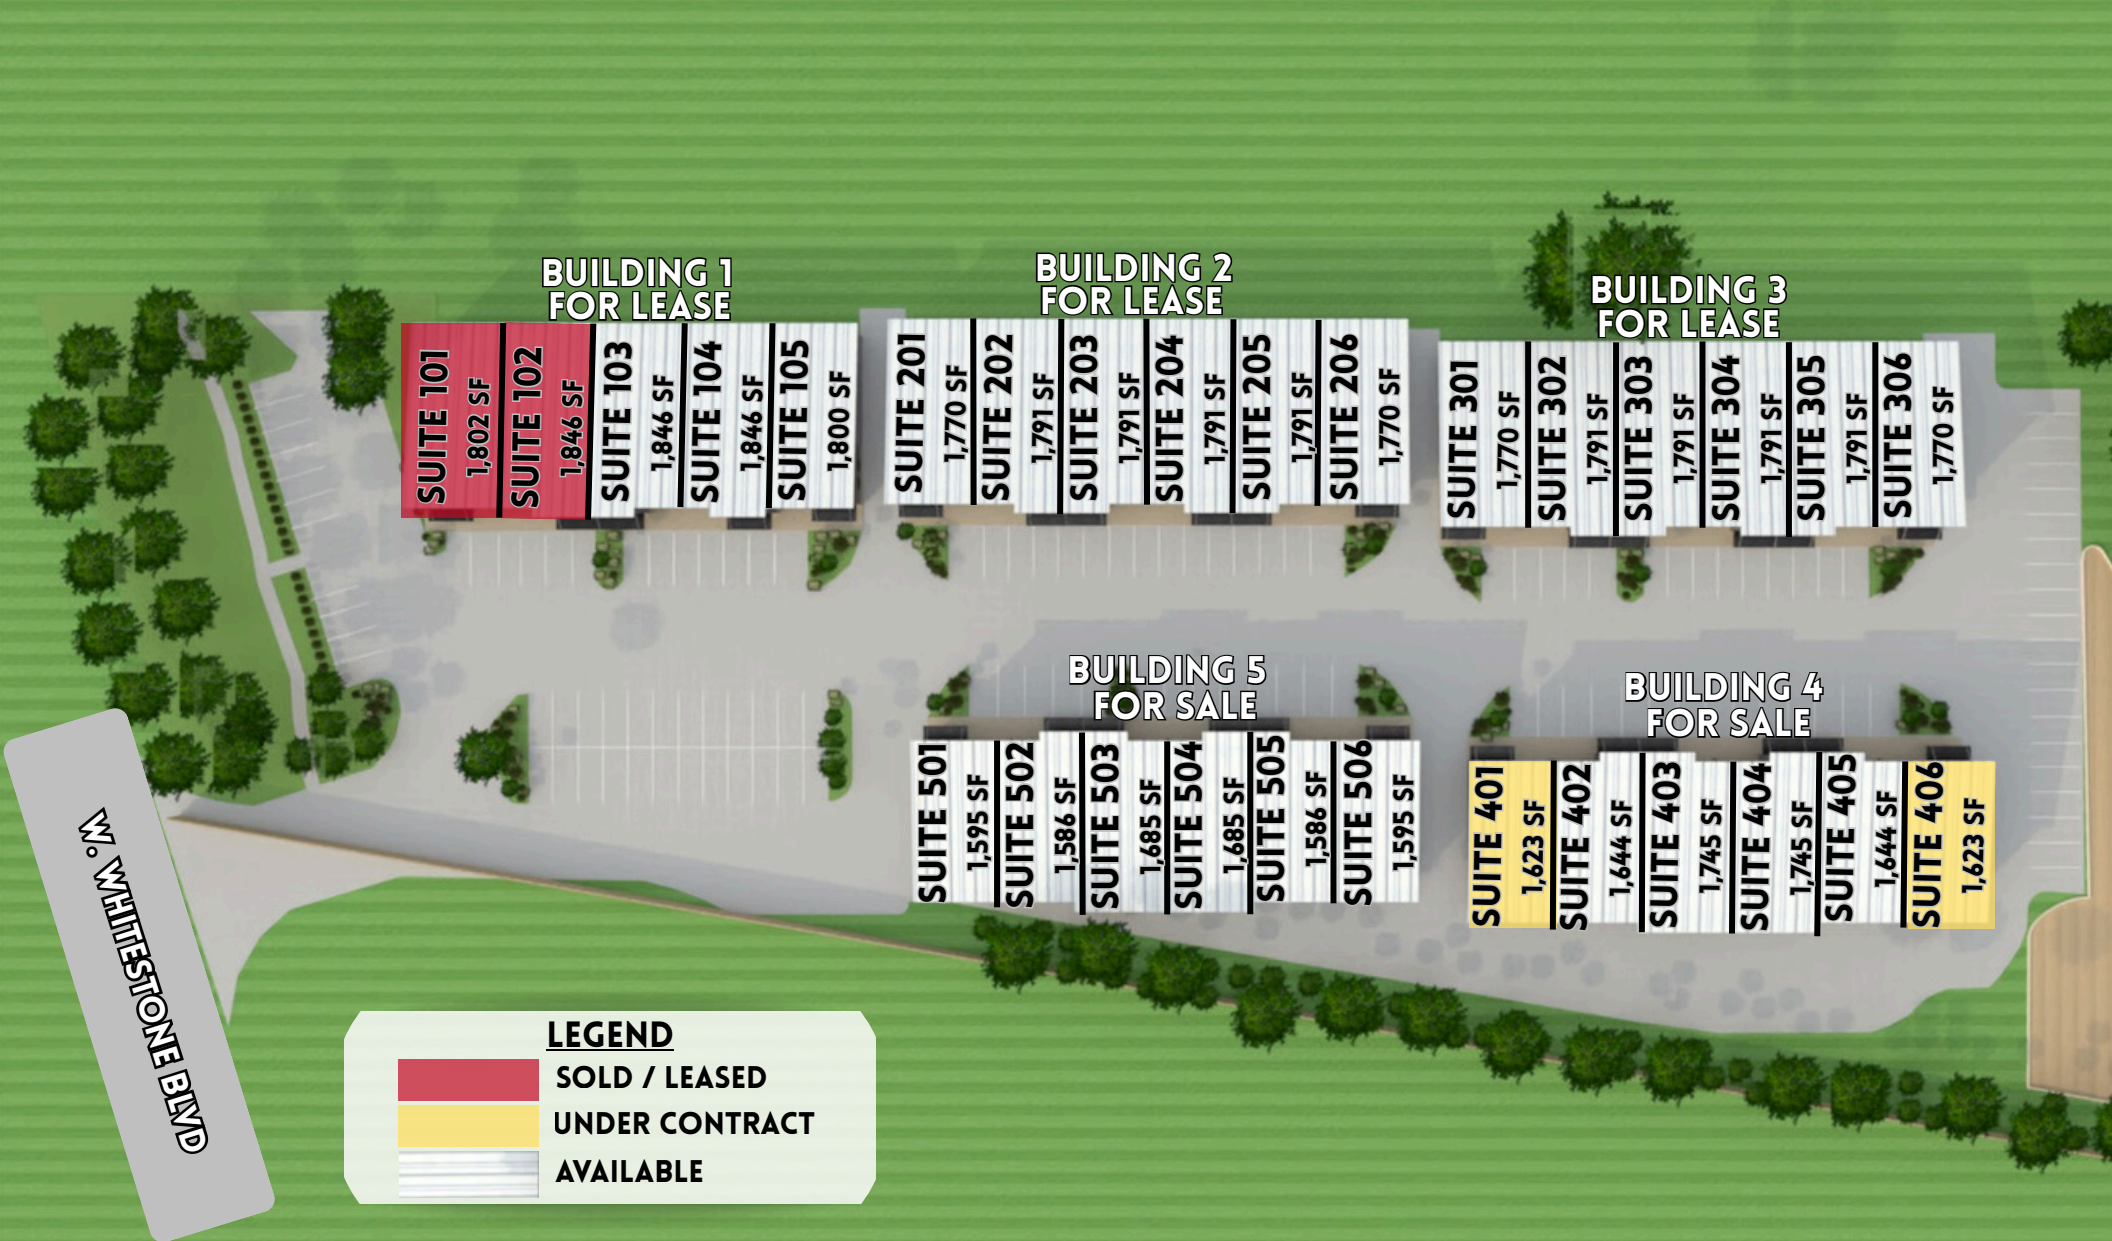 BUILDING 1
FOR LEASE
SUITE 101
1,802 SF
SUITE 102
1,846 SF
SUITE 103
1,846 SF
SUITE 104
1,846 SF
SUITE 105
1,800 SF
BUILDING 2
FOR LEASE
SUITE 201
1,770 SF
SUITE 202
1,791 SF
SUITE 203
1,791 SF
SUITE 204
1,791 SF
SUITE 205
1,791 SF
SUITE 206
1,770 SF
BUILDING 3
FOR LEASE
SUITE 301
1,770 SF
SUITE 302
1,791 SF
SUITE 303
1,791 SF
SUITE 304
1,791 SF
SUITE 305
1,791 SF
SUITE 306
1,770 SF
BUILDING 5
FOR SALE
SUITE 501
1,595 SF
SUITE 502
1,586 SF
SUITE 503
1,685 SF
SUITE 504
1,685 SF
SUITE 505
1,586 SF
SUITE 506
1,595 SF
BUILDING 4
FOR SALE
SUITE 401
1,623 SF
SUITE 402
1,644 SF
SUITE 403
1,745 SF
SUITE 404
1,745 SF
SUITE 405
1,644 SF
SUITE 406
1,623 SF
W. WHITESTONE BLVD
LEGEND
SOLD / LEASED
UNDER CONTRACT
AVAILABLE